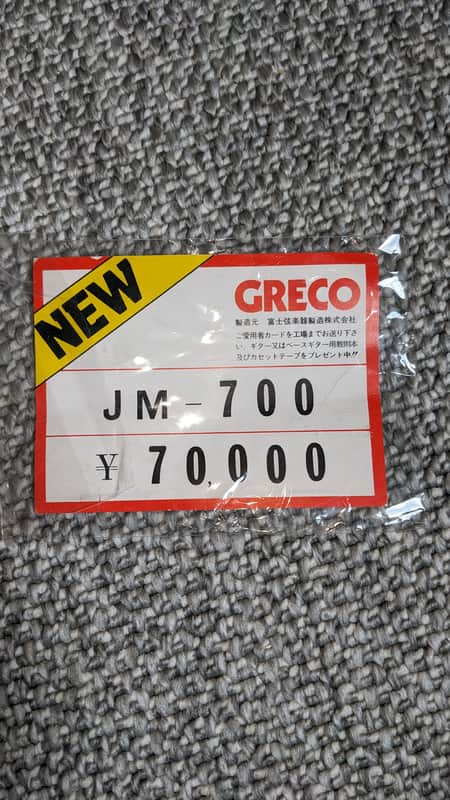 NEW
GRECO
製造元 富士弦楽器製造株式会社
ご愛用者カードを工場までお送り下さ
い。ギター又はベースギター用教則本
及びカセットテープをプレゼント中!!
JM-700
¥70,000